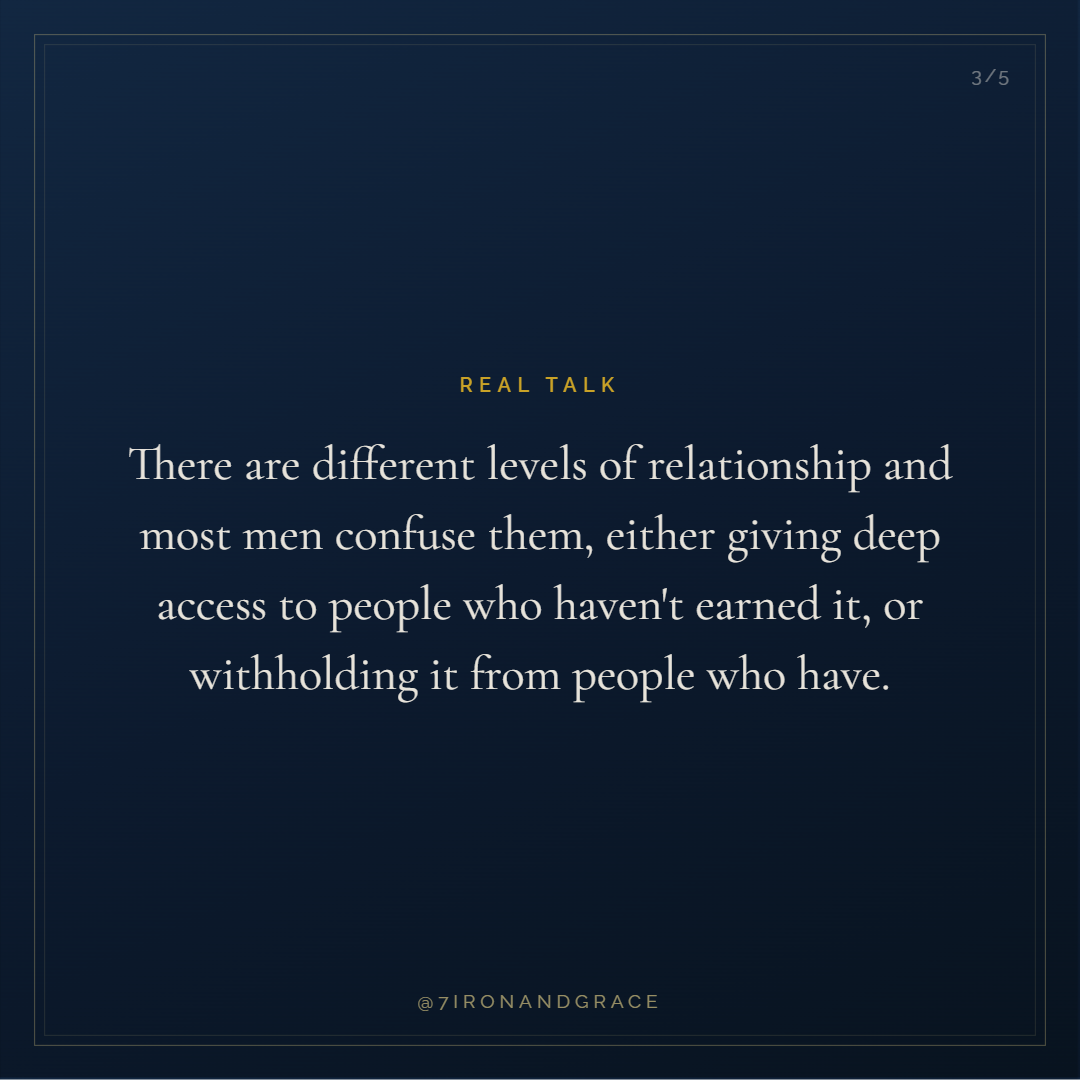 3/5
REAL TALK
There are different levels of relationship and
most men confuse them, either giving deep
access to people who haven't earned it, or
withholding it from people who have.
@7IRONANDGRACE